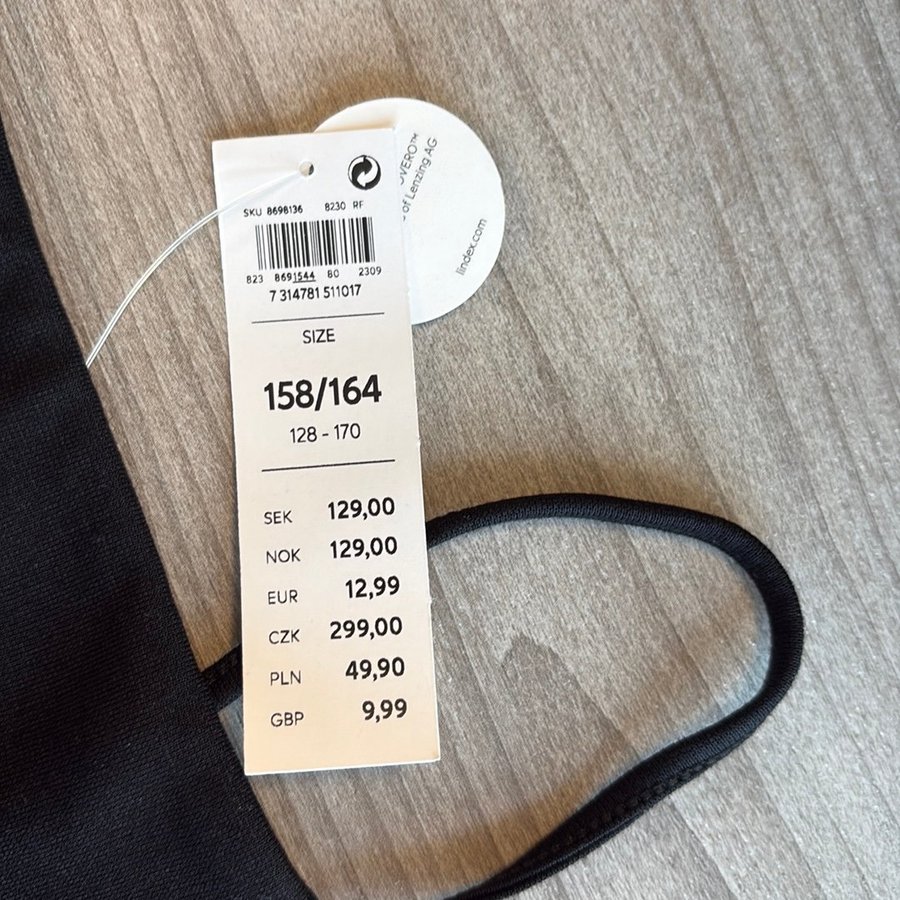 SKU 8698136 8230 RF
823 8691544 80 2309
7 314781 511017
SIZE
158/164
128 - 170
SEK 129,00
NOK 129,00
EUR 12,99
CZK 299,00
PLN 49,90
GBP 9,99
of Lenzing AG
lindex.com